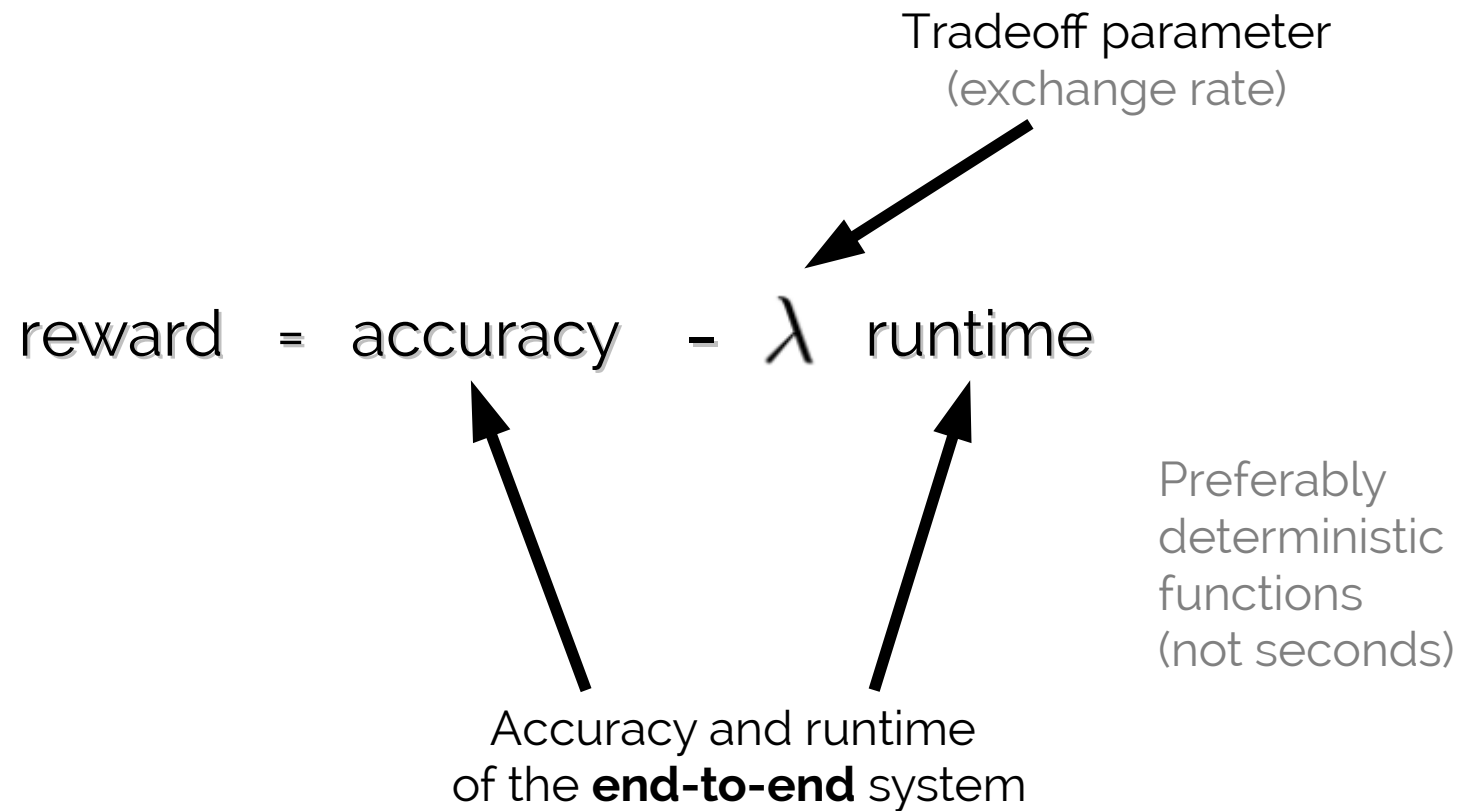 Tradeoff parameter
(exchange rate)
reward = accuracy - λ runtime
Preferably
deterministic
functions
(not seconds)
Accuracy and runtime
of the end-to-end system